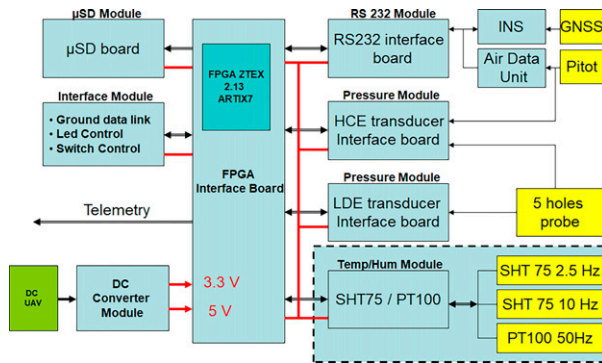 µSD Module
µSD board
FPGA ZTEX
2.13
ARTIX7
RS 232 Module
RS232 interface
board
INS
GNSS
Air Data
Unit
Pitot
Interface Module
• Ground data link
• Led Control
• Switch Control
Pressure Module
HCE transducer
Interface board
FPGA
Interface Board
Pressure Module
LDE transducer
Interface board
5 holes
probe
Telemetry
DC
UAV
DC
Converter
Module
3.3 V
5 V
Temp/Hum Module
SHT75 / PT100
SHT 75 2.5 Hz
SHT 75 10 Hz
PT100 50Hz